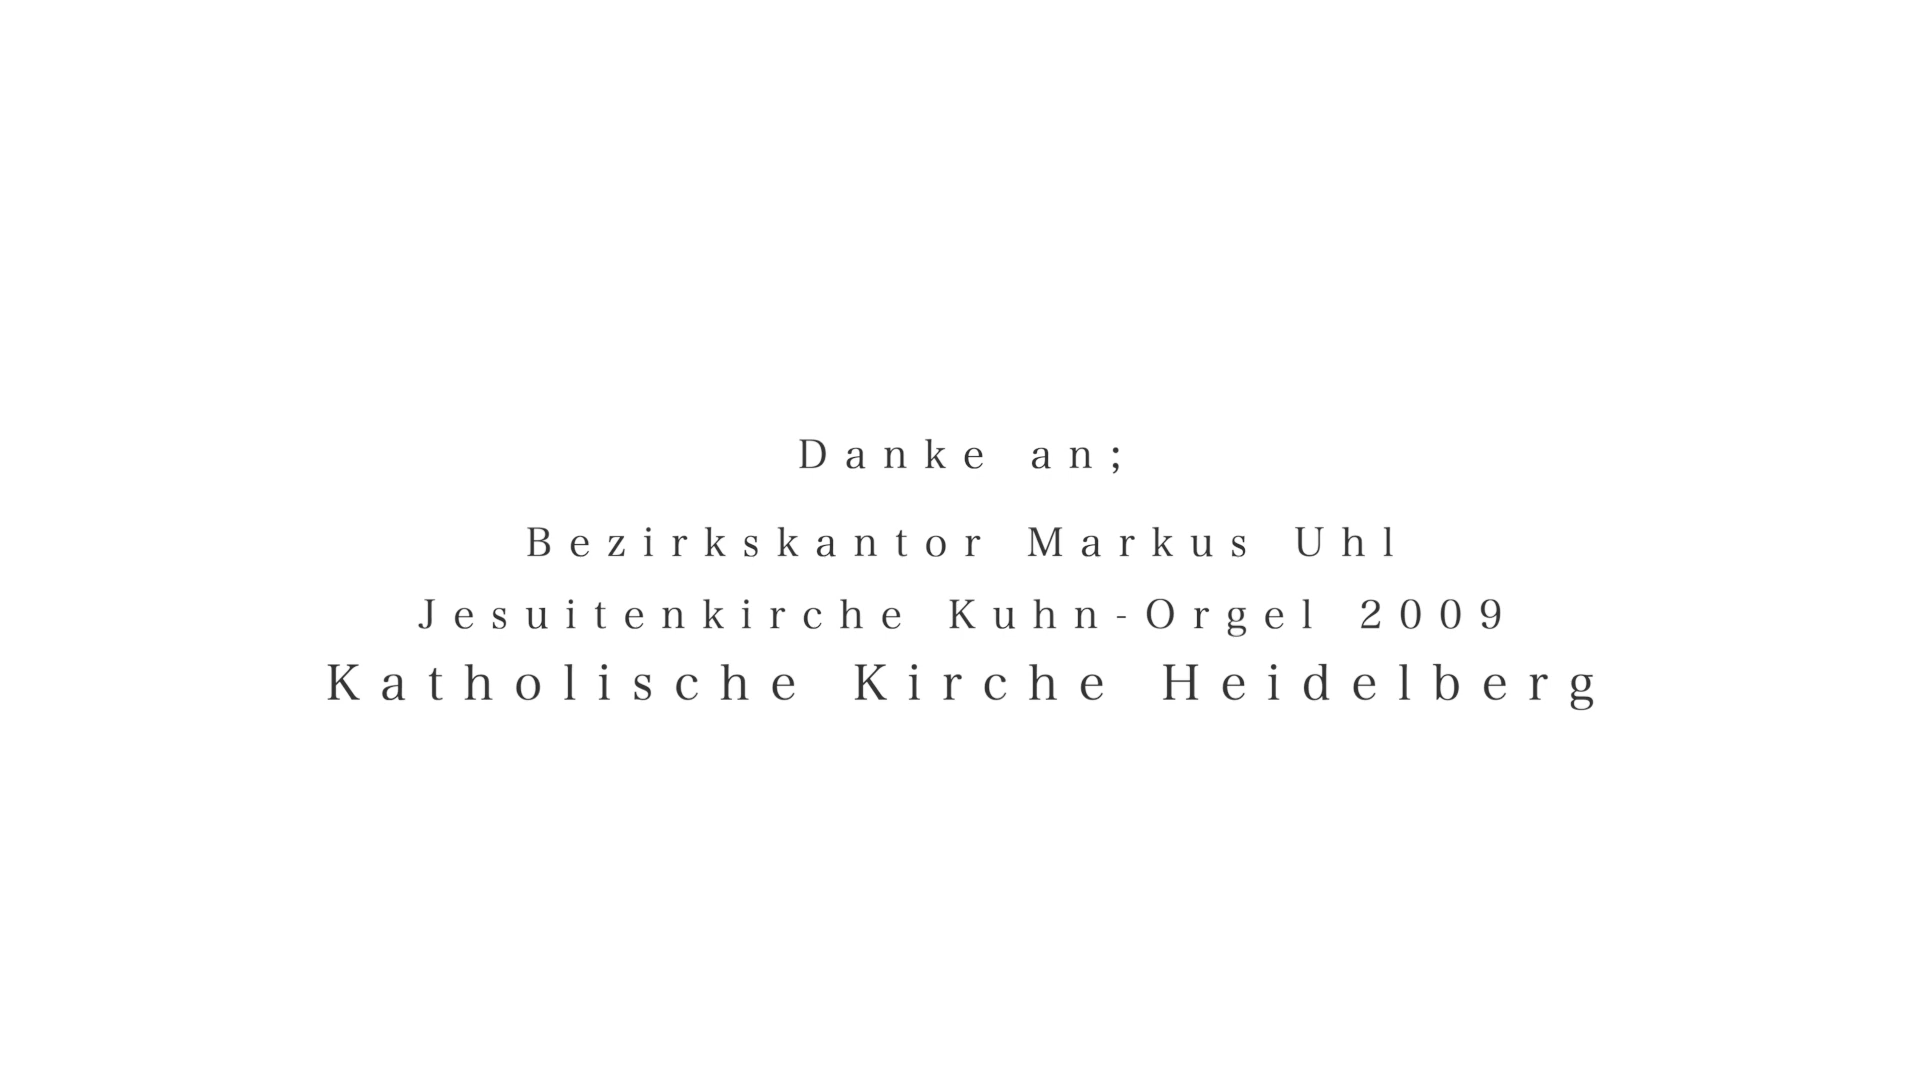 Danke an;
Bezirkskantor Markus Uhl
Jesuitenkirche Kuhn-Orgel 2009
Katholische Kirche Heidelberg